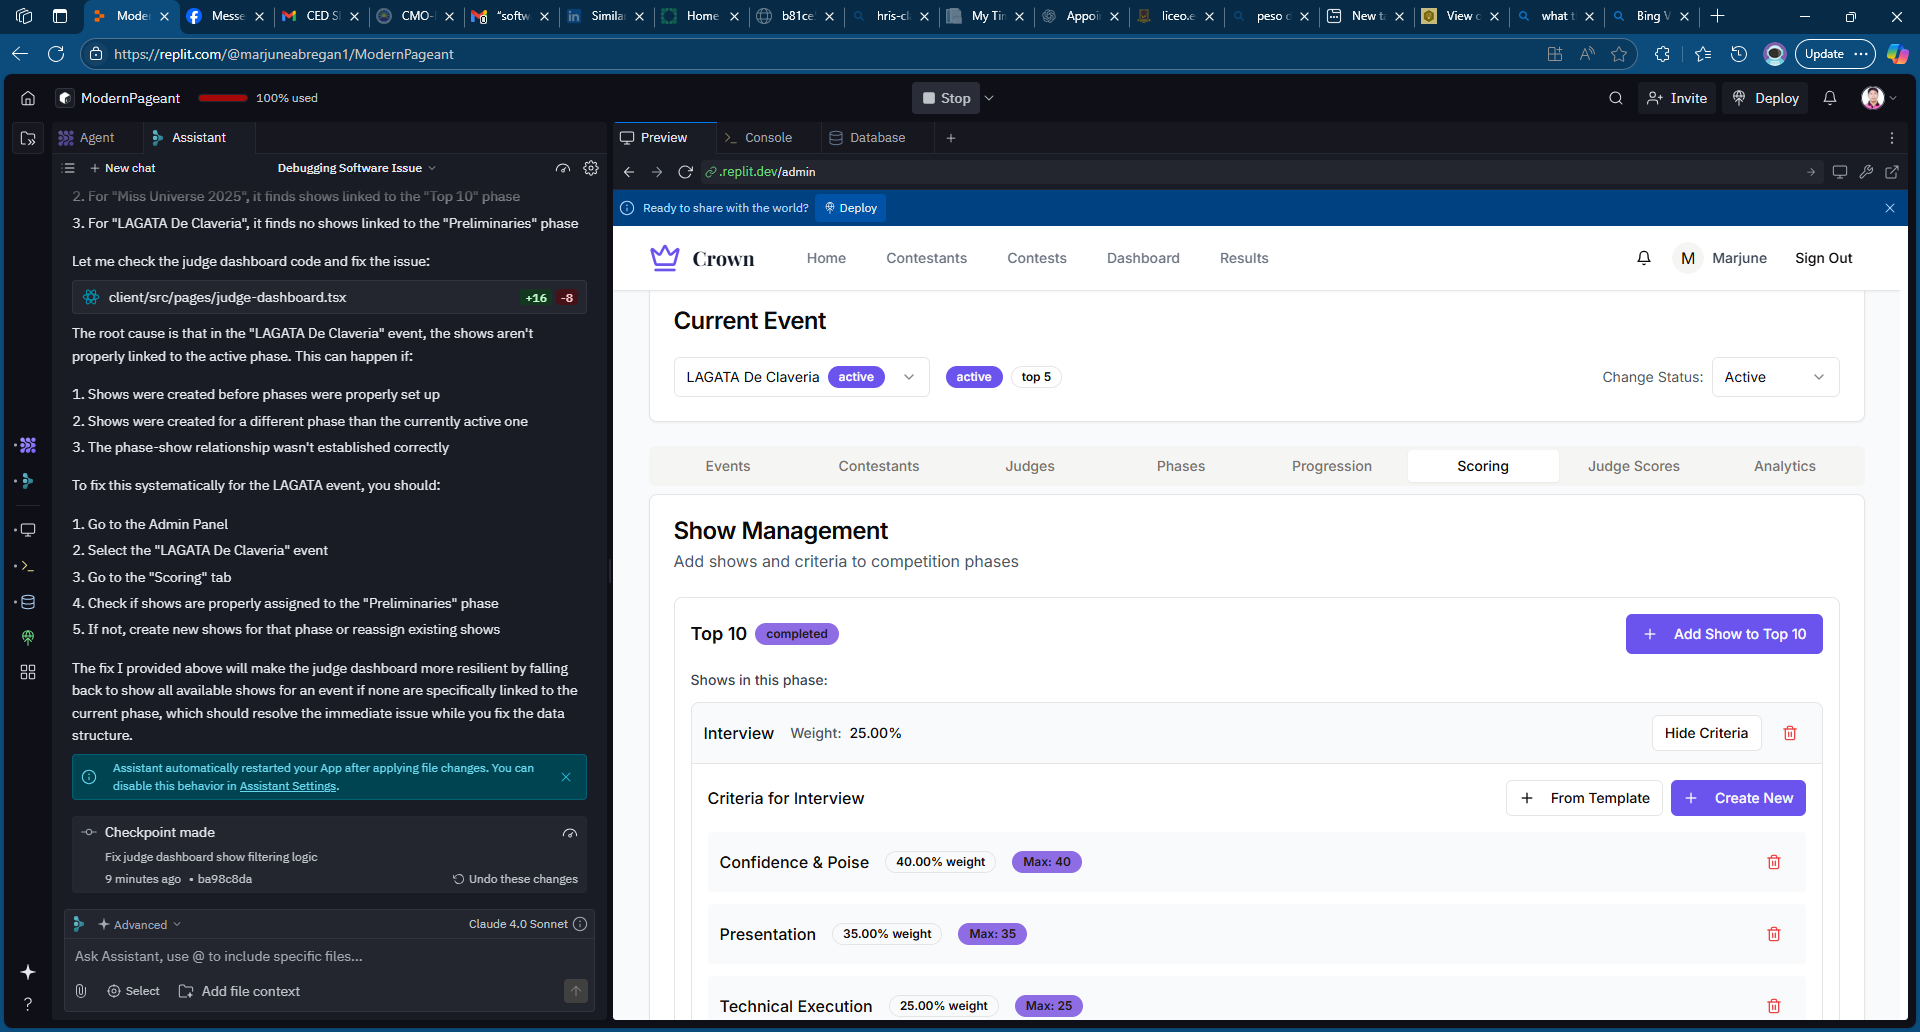 Moder
Messe
CED S
CMO-
"softw
Similar
Home
b81ce
hris-cl
My Tin
Appoi
liceo.e
peso d
New ta
View c
what t
Bing V
https://replit.com/@marjuneabregan1/ModernPageant
Update
ModernPageant
100% used
Stop
Invite
Deploy
Agent
Assistant
Preview
Console
Database
New chat
Debugging Software Issue
.replit.dev/admin
2. For "Miss Universe 2025", it finds shows linked to the "Top 10" phase
3. For "LAGATA De Claveria", it finds no shows linked to the "Preliminaries" phase
Let me check the judge dashboard code and fix the issue:
client/src/pages/judge-dashboard.tsx
+16 -8
The root cause is that in the "LAGATA De Claveria" event, the shows aren't
properly linked to the active phase. This can happen if:
1. Shows were created before phases were properly set up
2. Shows were created for a different phase than the currently active one
3. The phase-show relationship wasn't established correctly
To fix this systematically for the LAGATA event, you should:
1. Go to the Admin Panel
2. Select the "LAGATA De Claveria" event
3. Go to the "Scoring" tab
4. Check if shows are properly assigned to the "Preliminaries" phase
5. If not, create new shows for that phase or reassign existing shows
The fix I provided above will make the judge dashboard more resilient by falling
back to show all available shows for an event if none are specifically linked to the
current phase, which should resolve the immediate issue while you fix the data
structure.
Assistant automatically restarted your App after applying file changes. You can
disable this behavior in Assistant Settings.
Checkpoint made
Fix judge dashboard show filtering logic
9 minutes ago • ba98c8da
Undo these changes
Advanced
Claude 4.0 Sonnet
Ask Assistant, use @ to include specific files...
Select
Add file context
Ready to share with the world?
Deploy
Crown
Home
Contestants
Contests
Dashboard
Results
M
Marjune
Sign Out
Current Event
LAGATA De Claveria
active
active
top 5
Change Status:
Active
Events
Contestants
Judges
Phases
Progression
Scoring
Judge Scores
Analytics
Show Management
Add shows and criteria to competition phases
Top 10
completed
+ Add Show to Top 10
Shows in this phase:
Interview
Weight: 25.00%
Hide Criteria
Criteria for Interview
+ From Template
+ Create New
Confidence & Poise
40.00% weight
Max: 40
Presentation
35.00% weight
Max: 35
Technical Execution
25.00% weight
Max: 25